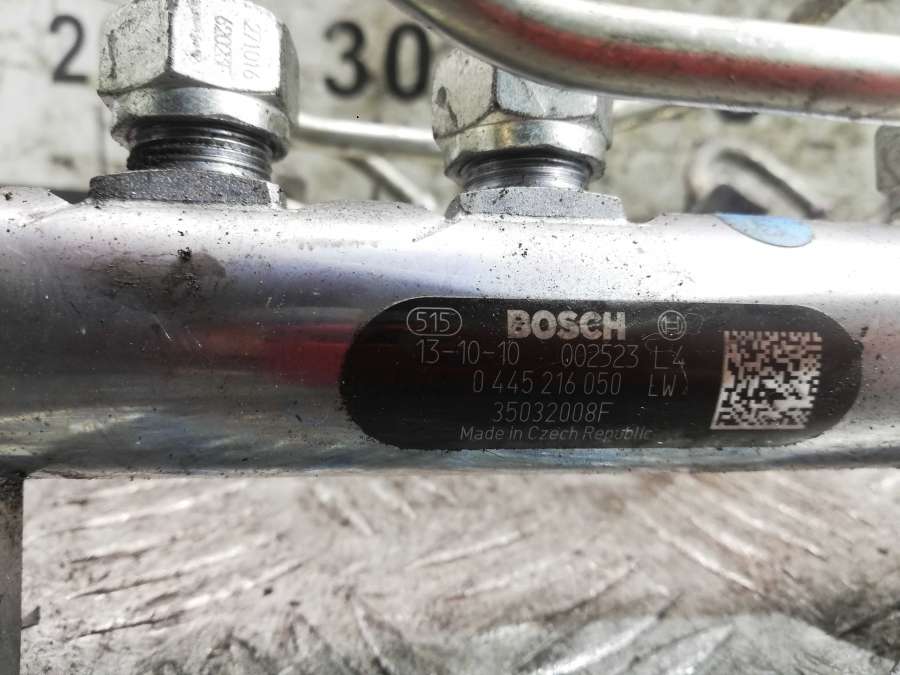 2
30
221016
515 BOSCH
13-10-10 002523 L4
0 445 216 050 LW
35032008F
Made in Czech Republic